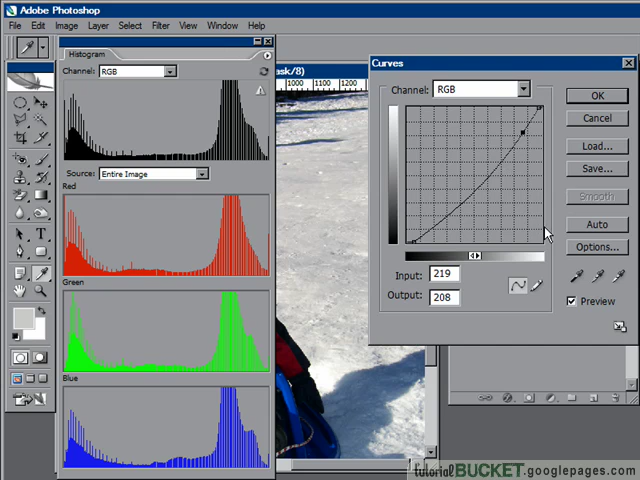 Adobe Photoshop
File Edit Image Layer Select Filter View Window Help
Histogram
Channel: RGB
Source: Entire Image
Red
Green
Blue
ask/8)
1000 1100 1200
Curves
Channel: RGB
OK
Cancel
Load...
Save...
Smooth
Auto
Options...
Input: 219
Output: 208
Preview
T
tutorialBUCKET.googlepages.com